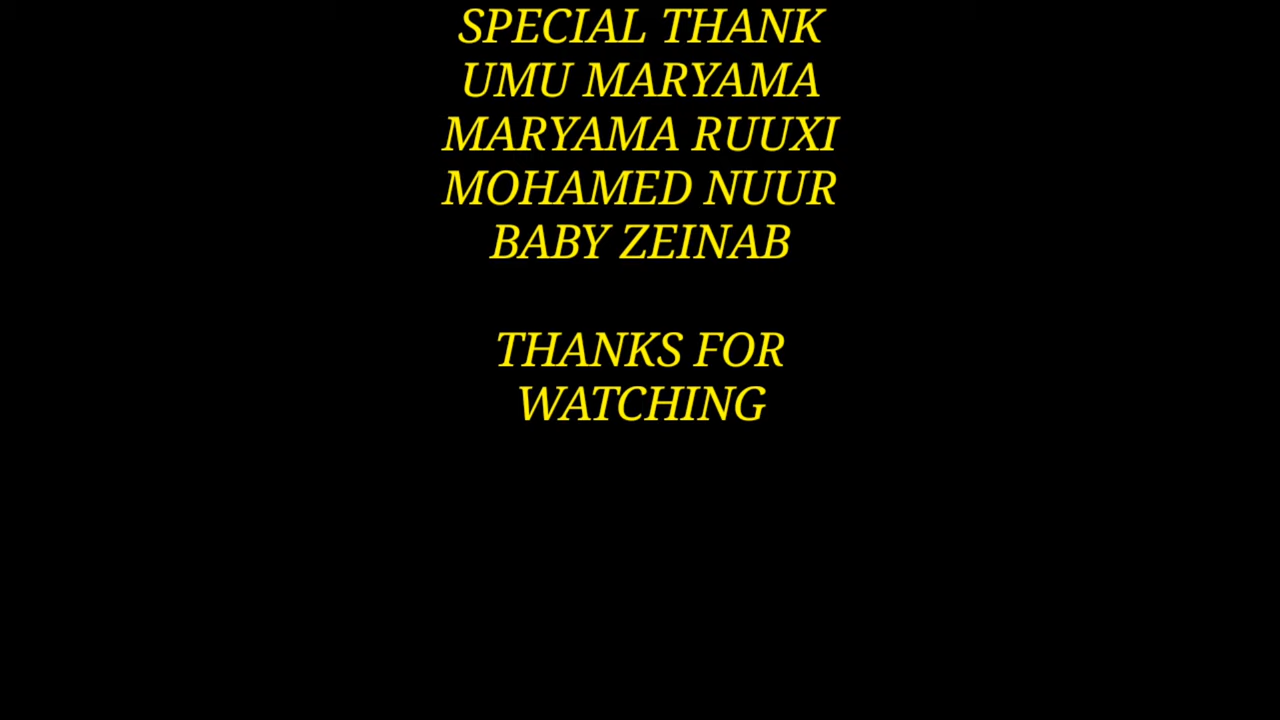 SPECIAL THANK
UMU MARYAMA
MARYAMA RUUXI
MOHAMED NUUR
BABY ZEINAB
THANKS FOR
WATCHING